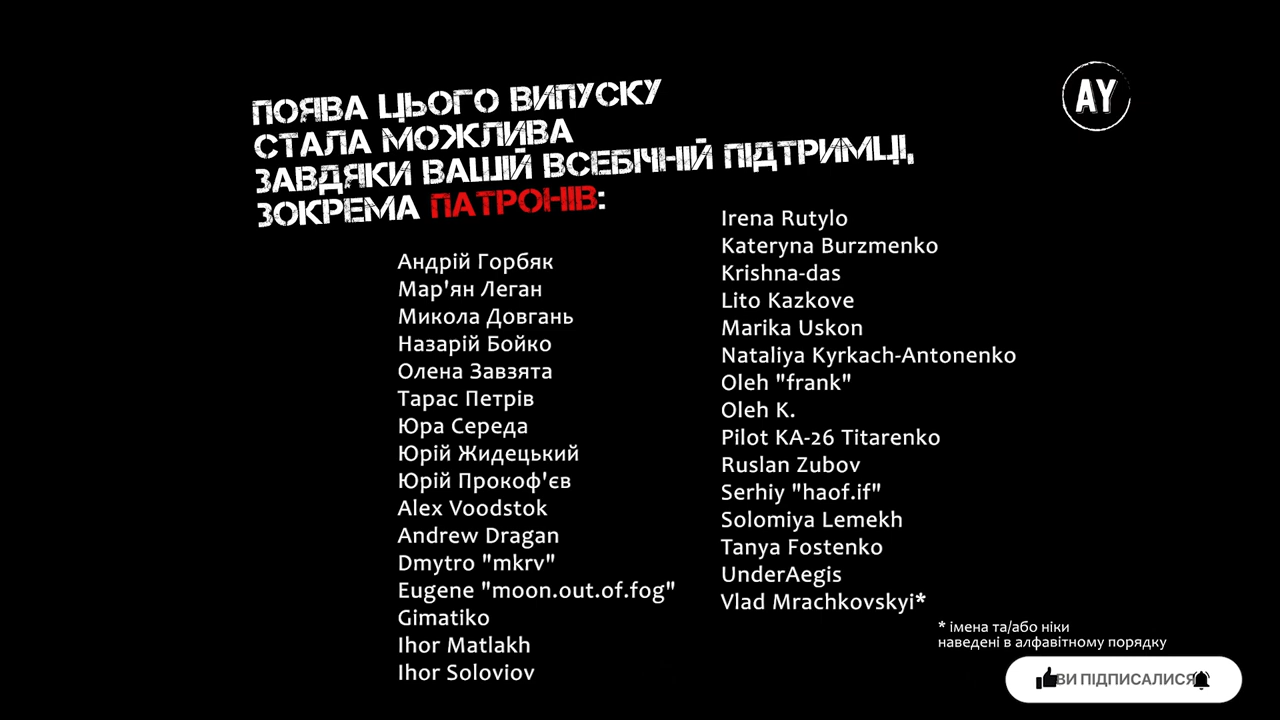 ПОЯВА ЦЬОГО ВИПУСКУ
СТАЛА МОЖЛИВА
ЗАВДЯКИ ВАШІЙ ВСЕБІЧНІЙ ПІДТРИМЦІ,
ЗОКРЕМА ПАТРОНІВ:
AY
Андрій Горбяк
Мар'ян Леган
Микола Довгань
Назарій Бойко
Олена Завзята
Тарас Петрів
Юра Середа
Юрій Жидецький
Юрій Прокоф'єв
Alex Voodstok
Andrew Dragan
Dmytro "mkrv"
Eugene "moon.out.of.fog"
Gimatiko
Ihor Matlakh
Ihor Soloviov
Irena Rutylo
Kateryna Burzmenko
Krishna-das
Lito Kazkove
Marika Uskon
Nataliya Kyrkach-Antonenko
Oleh "frank"
Oleh K.
Pilot KA-26 Titarenko
Ruslan Zubov
Serhiy "haof.if"
Solomiya Lemekh
Tanya Fostenko
UnderAegis
Vlad Mrachkovskyi*
* імена та/або ніки
наведені в алфавітному порядку
ВИ ПІДПИСАЛИСЯ